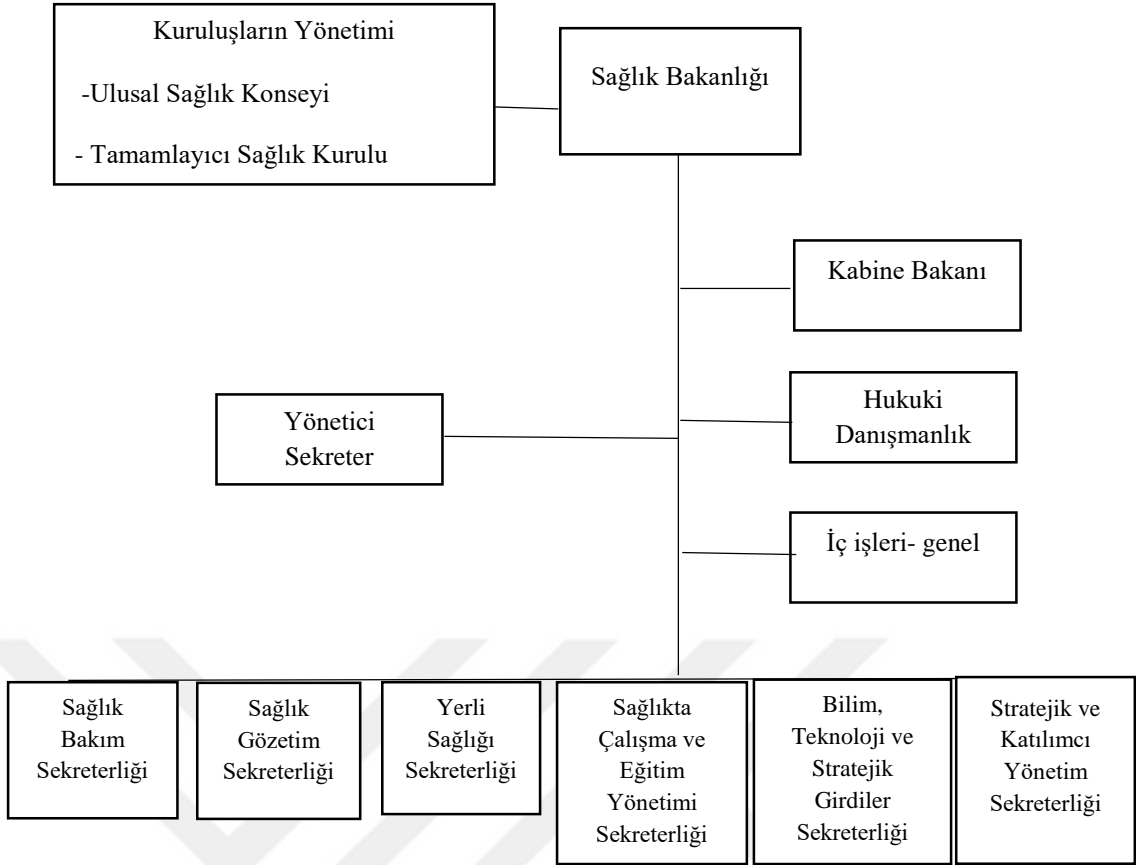 Kuruluşların Yönetimi
-Ulusal Sağlık Konseyi
- Tamamlayıcı Sağlık Kurulu
Sağlık Bakanlığı
Kabine Bakanı
Hukuki
Danışmanlık
Yönetici
Sekreter
İç işleri- genel
Sağlık
Bakım
Sekreterliği
Sağlık
Gözetim
Sekreterliği
Yerli
Sağlığı
Sekreterliği
Sağlıkta
Çalışma ve
Eğitim
Yönetimi
Sekreterliği
Bilim,
Teknoloji ve
Stratejik
Girdiler
Sekreterliği
Stratejik ve
Katılımcı
Yönetim
Sekreterliği